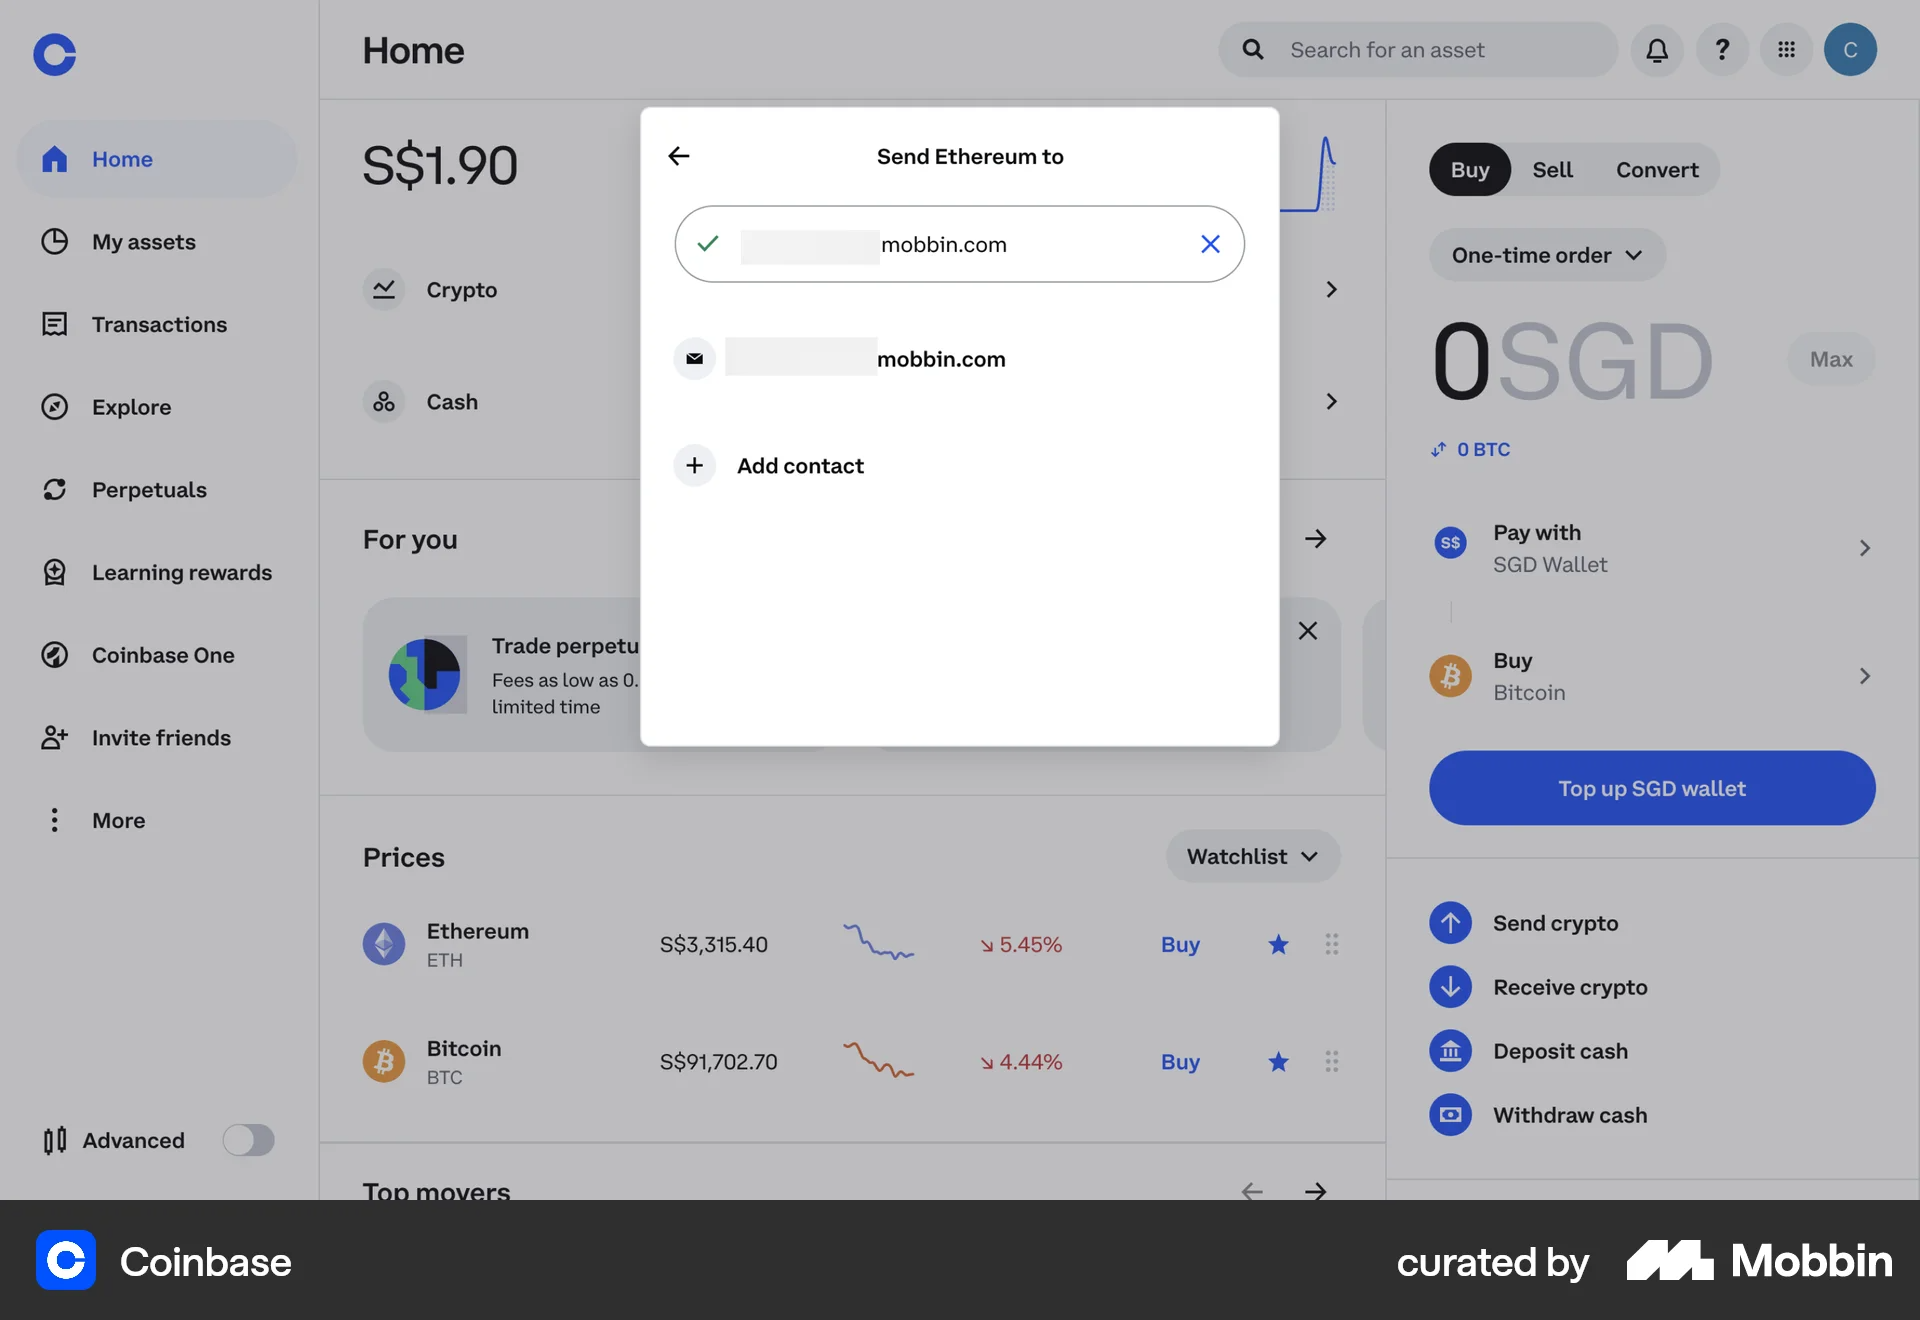 Home
Search for an asset
C
Home
My assets
Transactions
Explore
Perpetuals
Learning rewards
Coinbase One
Invite friends
More
Advanced
S$1.90
Crypto
Cash
For you
Trade perpetu
Fees as low as 0.
limited time
Send Ethereum to
mobbin.com
mobbin.com
Add contact
Prices
Watchlist
Ethereum
ETH
S$3,315.40
5.45%
Buy
Bitcoin
BTC
S$91,702.70
4.44%
Buy
Top movers
Buy Sell Convert
One-time order
0SGD
Max
0 BTC
S$
Pay with
SGD Wallet
Buy
Bitcoin
Top up SGD wallet
Send crypto
Receive crypto
Deposit cash
Withdraw cash
Coinbase
curated by Mobbin